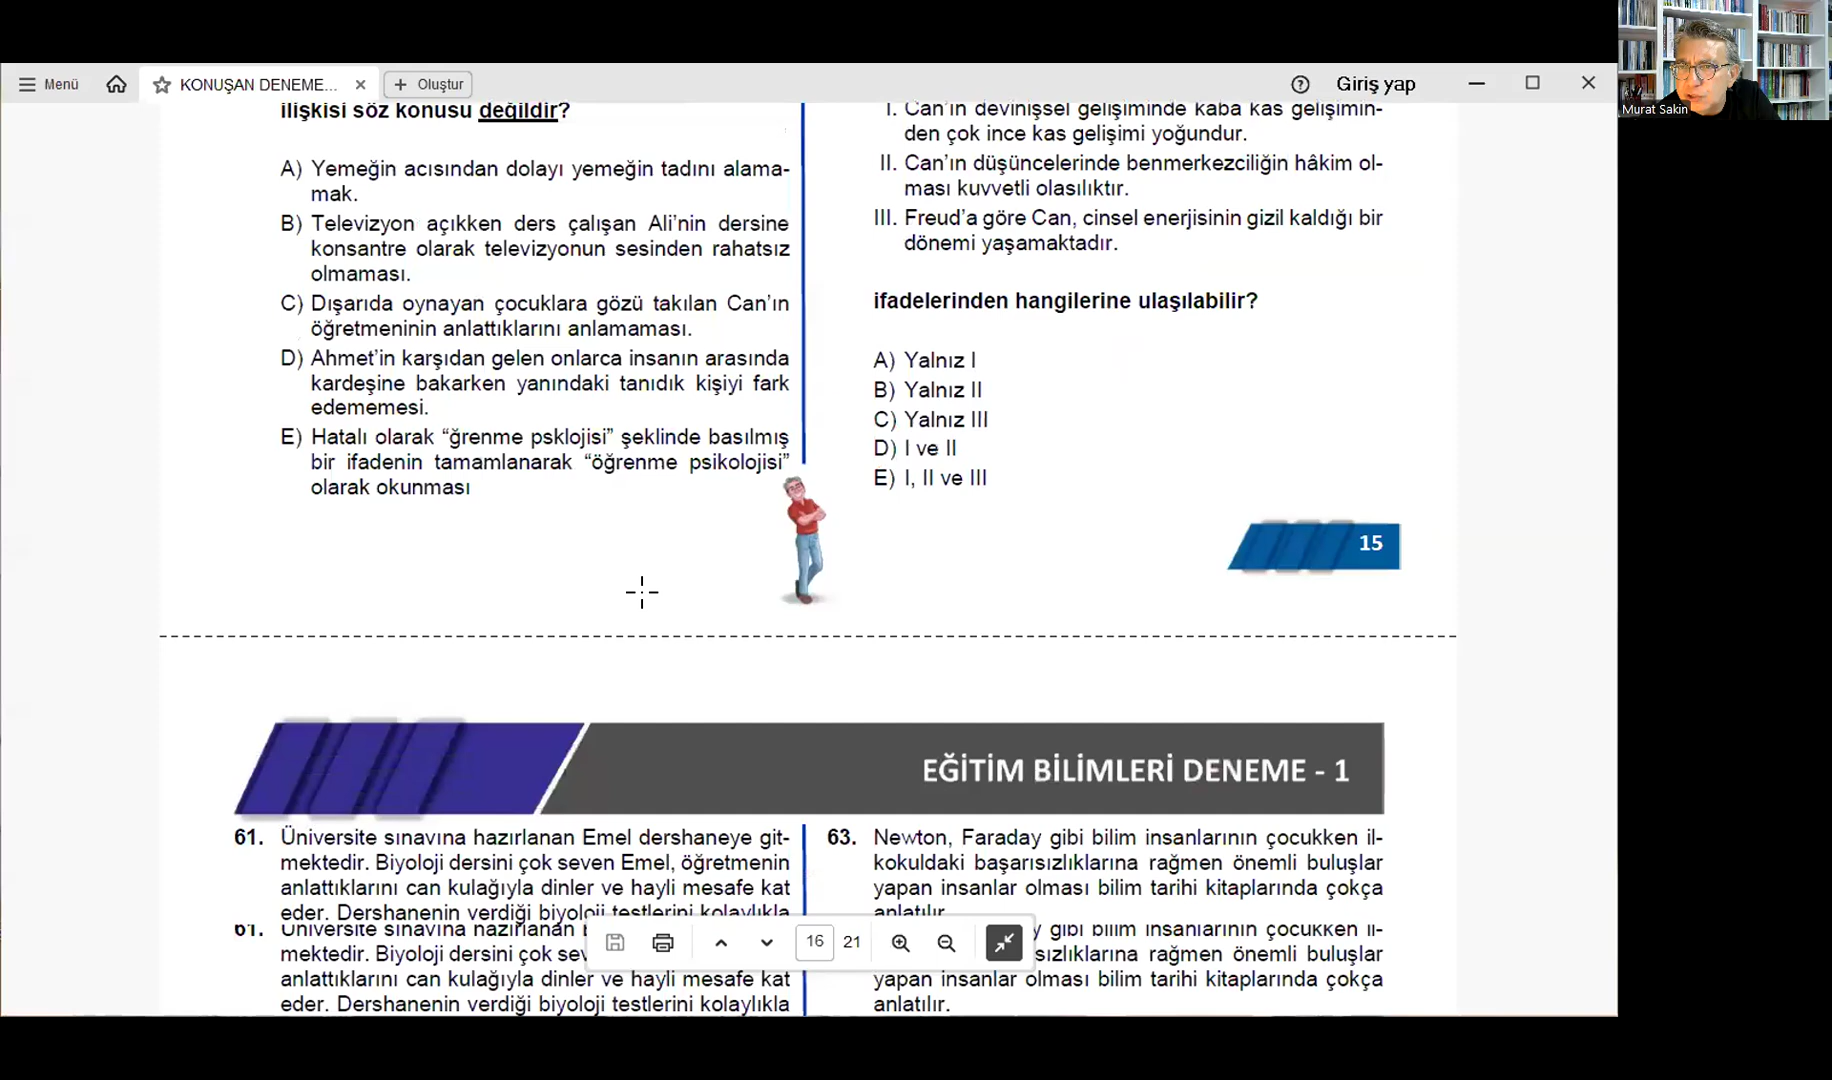 Menü
KONUŞAN DENEME...
Oluştur
Giriş yap
Murat Sakin
ilişkisi söz konusu değildir?
A) Yemeğin acısından dolayı yemeğin tadını alama-
mak.
B) Televizyon açıkken ders çalışan Ali’nin dersine
konsantre olarak televizyonun sesinden rahatsız
olmaması.
C) Dışarıda oynayan çocuklara gözü takılan Can’ın
öğretmeninin anlattıklarını anlamaması.
D) Ahmet’in karşıdan gelen onlarca insanın arasında
kardeşine bakarken yanındaki tanıdık kişiyi fark
edememesi.
E) Hatalı olarak “ğrenme psklojisi” şeklinde basılmış
bir ifadenin tamamlanarak “öğrenme psikolojisi”
olarak okunması
I. Can’ın devinişsel gelişiminde kaba kas gelişimin-
den çok ince kas gelişimi yoğundur.
II. Can’ın düşüncelerinde benmerkezciliğin hâkim ol-
ması kuvvetli olasılıktır.
III. Freud’a göre Can, cinsel enerjisinin gizil kaldığı bir
dönemi yaşamaktadır.
ifadelerinden hangilerine ulaşılabilir?
A) Yalnız I
B) Yalnız II
C) Yalnız III
D) I ve II
E) I, II ve III
15
EĞİTİM BİLİMLERİ DENEME - 1
61. Üniversite sınavına hazırlanan Emel dershaneye git-
mektedir. Biyoloji dersini çok seven Emel, öğretmenin
anlattıklarını can kulağıyla dinler ve hayli mesafe kat
eder. Dershanenin verdiği biyoloji testlerini kolaylıkla
61. Üniversite sınavına hazırlanan
mektedir. Biyoloji dersini çok
anlattıklarını can kulağıyla dinler ve hayli mesafe kat
eder. Dershanenin verdiği biyoloji testlerini kolaylıkla
63. Newton, Faraday gibi bilim insanlarının çocukken il-
kokuldaki başarısızlıklarına rağmen önemli buluşlar
yapan insanlar olması bilim tarihi kitaplarında çokça
anlatılır.
gibi bilim insanlarının çocukken il-
rağmen önemli buluşlar
yapan insanlar olması bilim tarihi kitaplarında çokça
anlatılır.
16 21